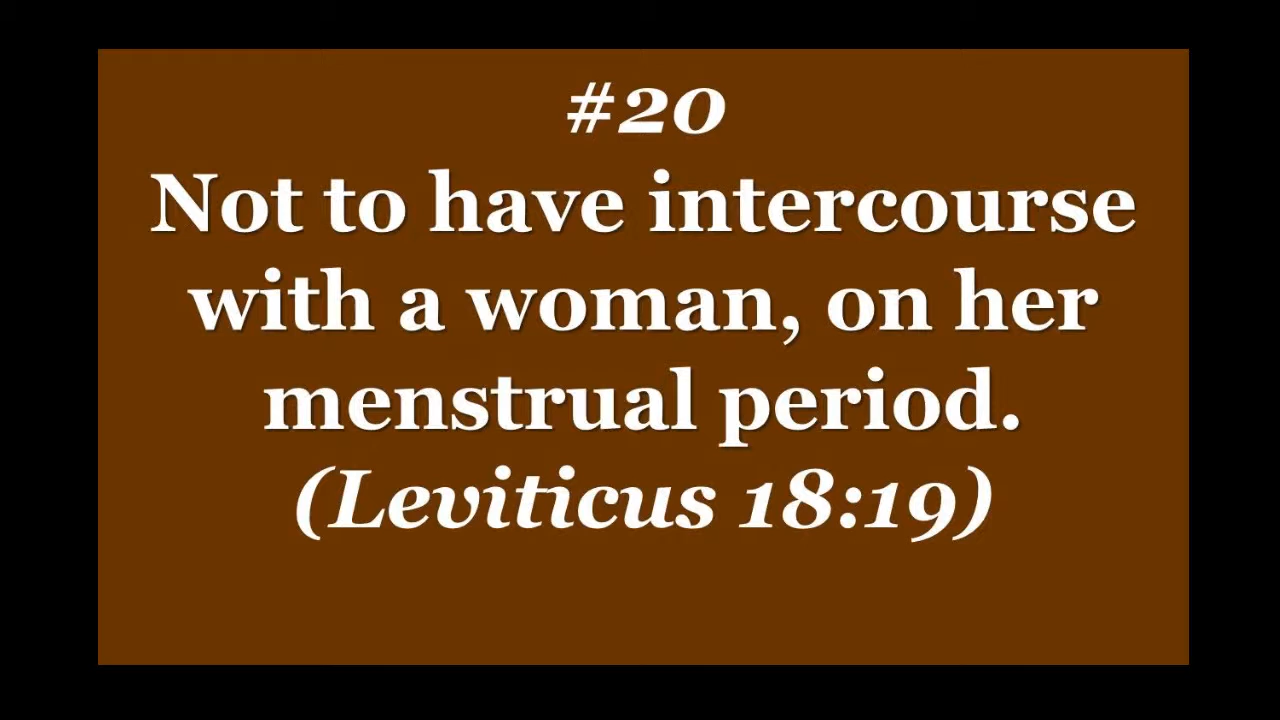 #20
Not to have intercourse
with a woman, on her
menstrual period.
(Leviticus 18:19)